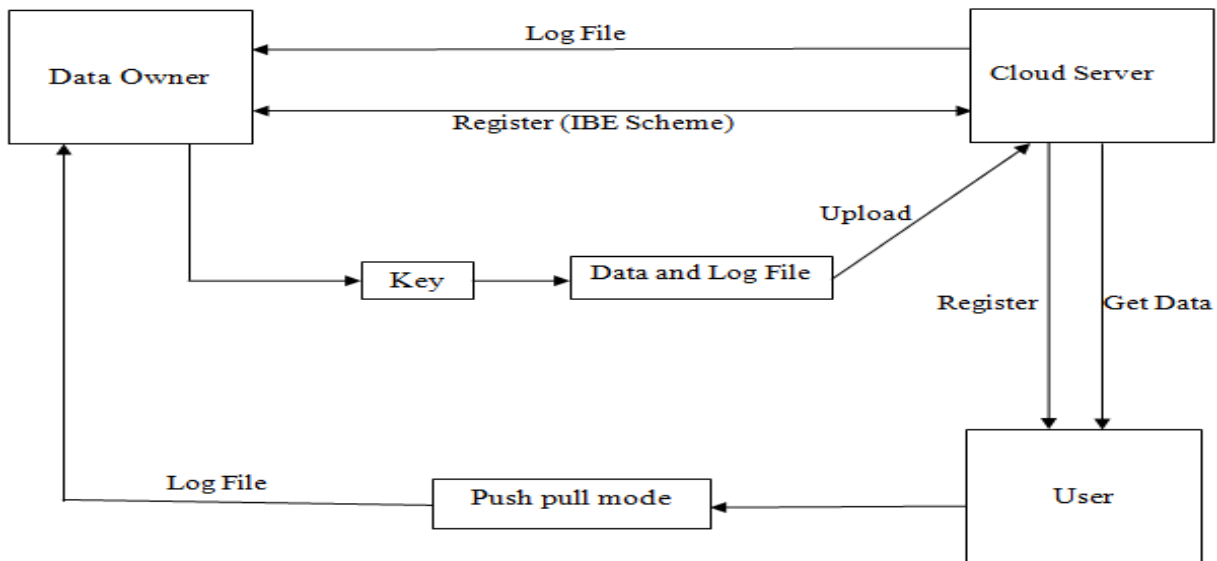 Log File
Data Owner
Cloud Server
Register (IBE Scheme)
Upload
Key
Data and Log File
Register
Get Data
Log File
Push pull mode
User